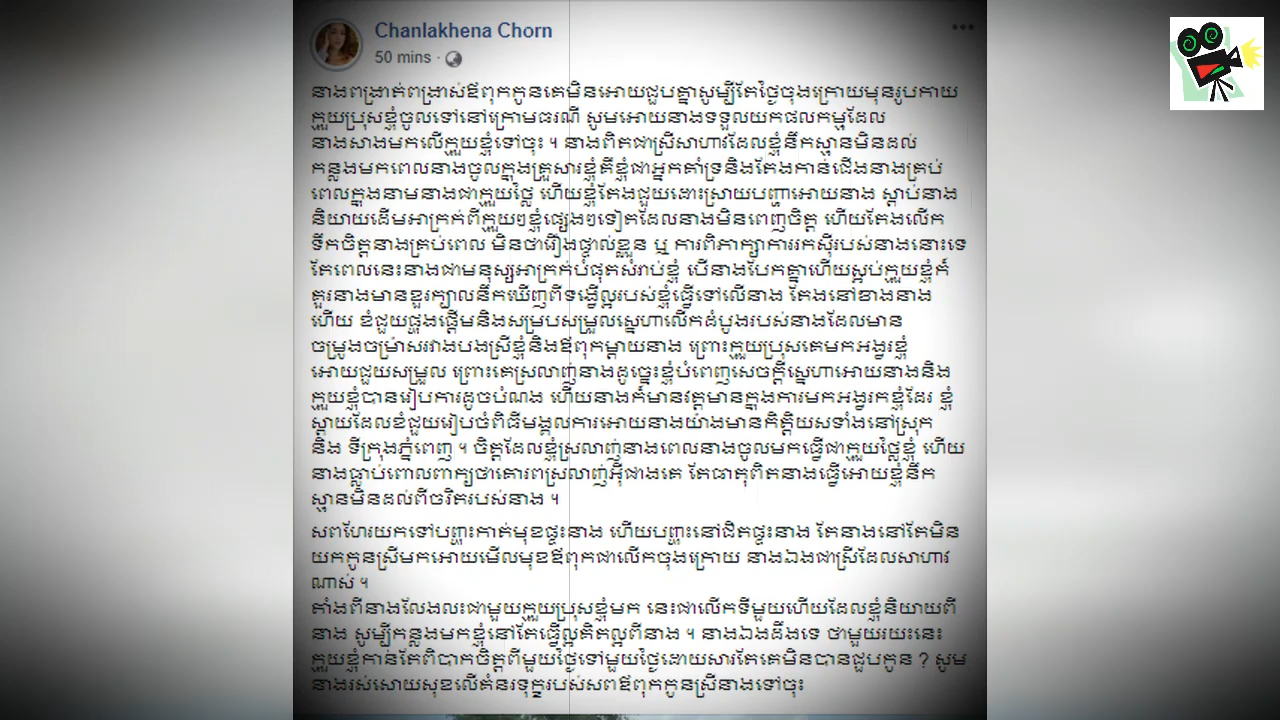 Chanlakhena Chorn
50 mins ·
នាងពង្រាត់ពង្រាស់ឪពុកកូនគេមិនអោយជួបគ្នាសូម្បីតែថ្ងៃចុងក្រោយមុនរូបកាយ
ក្មួយប្រុសខ្ញុំចូលទៅនៅក្រោមធរណី សូមអោយនាងទទួលយកផលកម្មដែល
នាងសាងមកលើក្មួយខ្ញុំទៅចុះ ។ នាងពិតជាស្រីសាហាវដែលខ្ញុំនឹកស្មានមិនដល់
កន្លងមកពេលនាងចូលក្នុងគ្រួសារខ្ញុំគឺខ្ញុំជាអ្នកគាំទ្រនិងតែងកាន់ជើងនាងគ្រប់
ពេលក្នុងនាមនាងជាក្មួយថ្លៃ ហើយខ្ញុំតែងជួយដោះស្រាយបញ្ហាអោយនាង ស្តាប់នាង
និយាយដើមអាក្រក់ពីក្មួយៗខ្ញុំផ្សេងៗទៀតដែលនាងមិនពេញចិត្ត ហើយតែងលើក
ទឹកចិត្តនាងគ្រប់ពេល មិនថារឿងផ្ទាល់ខ្លួន ឬ ការពិភាក្សាការរកស៊ីរបស់នាងនោះទេ
តែពេលនេះនាងជាមនុស្សអាក្រក់បំផុតសំរាប់ខ្ញុំ បើនាងបែកគ្នាហើយស្អប់ក្មួយខ្ញុំក៏
គួរនាងមានខួរក្បាលនឹកឃើញពីទង្វើល្អរបស់ខ្ញុំធ្វើទៅលើនាង តែងនៅខាងនាង
ហើយ ខំជួយផ្គូងផ្តើមនិងសម្របសម្រួលស្នេហាលើកដំបូងរបស់នាងដែលមាន
ចម្រូងចម្រ៉ាសរវាងបងស្រីខ្ញុំនិងឪពុកម្តាយនាង ព្រោះក្មួយប្រុសគេមកអង្វរខ្ញុំ
អោយជួយសម្រួល ព្រោះគេស្រលាញ់នាងដូច្នេះខ្ញុំបំពេញសេចក្តីស្នេហាអោយនាងនិង
ក្មួយខ្ញុំបានរៀបការដូចបំណង ហើយនាងក៏មានវត្តមានក្នុងការមកអង្វរកខ្ញុំដែរ ខ្ញុំ
ស្តាយដែលខំជួយរៀបចំពិធីមង្គលការអោយនាងយ៉ាងមានកិត្តិយសទាំងនៅស្រុក
និង ទីក្រុងភ្នំពេញ ។ ចិត្តដែលខ្ញុំស្រលាញ់នាងពេលនាងចូលមកធ្វើជាក្មួយថ្លៃខ្ញុំ ហើយ
នាងធ្លាប់ពោលពាក្យថាគោរពស្រលាញ់អ៊ីជាងគេ តែធាតុពិតនាងធ្វើអោយខ្ញុំនឹក
ស្មានមិនដល់ពីចរិតរបស់នាង ។
សពហែរយកទៅបញ្ចុះកាត់មុខផ្ទះនាង ហើយបញ្ចុះនៅជិតផ្ទះនាង តែនាងនៅតែមិន
យកកូនស្រីមកអោយមើលមុខឪពុកជាលើកចុងក្រោយ នាងឯងជាស្រីដែលសាហាវ
ណាស់ ។
តាំងពីនាងលែងលះជាមួយក្មួយប្រុសខ្ញុំមក នេះជាលើកទីមួយហើយដែលខ្ញុំនិយាយពី
នាង សូម្បីកន្លងមកខ្ញុំនៅតែធ្វើល្អគិតល្អពីនាង ។ នាងឯងដឹងទេ ថាមួយរយះនេះ
ក្មួយខ្ញុំកាន់តែពិបាកចិត្តពីមួយថ្ងៃទៅមួយថ្ងៃដោយសារតែគេមិនបានជួបកូន ? សូម
នាងរស់សោយសុខលើគំនរទុក្ខរបស់សពឪពុកកូនស្រីនាងទៅចុះ